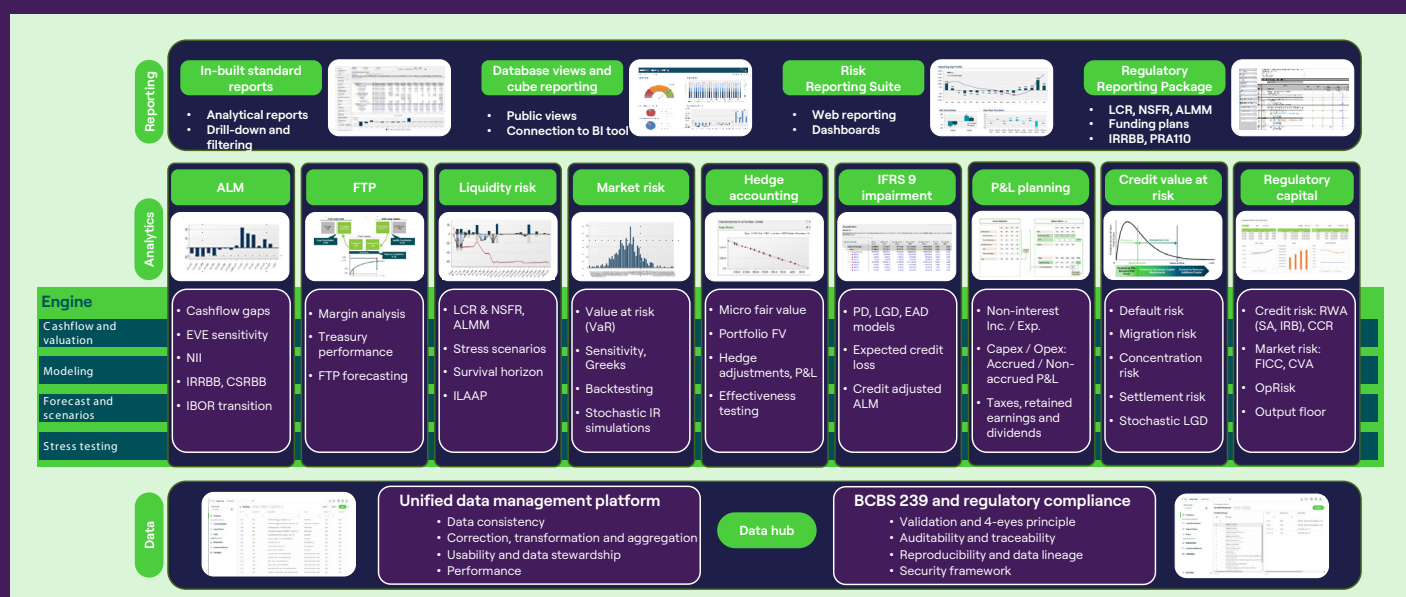 Reporting
In-built standard
reports
• Analytical reports
• Drill-down and
filtering
Database views and
cube reporting
• Public views
• Connection to BI tool
Risk
Reporting Suite
• Web reporting
• Dashboards
Regulatory
Reporting Package
• LCR, NSFR, ALMM
• Funding plans
• IRRBB, PRA110
Analytics
ALM
FTP
Liquidity risk
Market risk
Hedge
accounting
IFRS 9
impairment
P&L planning
Credit value at
risk
Regulatory
capital
Engine
Cashflow and
valuation
Modeling
Forecast and
scenarios
Stress testing
• Cashflow gaps
• EVE sensitivity
• NII
• IRRBB, CSRBB
• IBOR transition
• Margin analysis
• Treasury
performance
• FTP forecasting
• LCR & NSFR,
ALMM
• Stress scenarios
• Survival horizon
• ILAAP
• Value at risk
(VaR)
• Sensitivity,
Greeks
• Backtesting
• Stochastic IR
simulations
• Micro fair value
• Portfolio FV
• Hedge
adjustments, P&L
• Effectiveness
testing
• PD, LGD, EAD
models
• Expected credit
loss
• Credit adjusted
ALM
• Non-interest
Inc. / Exp.
• Capex / Opex:
Accrued / Non-
accrued P&L
• Taxes, retained
earnings and
dividends
• Default risk
• Migration risk
• Concentration
risk
• Settlement risk
• Stochastic LGD
• Credit risk: RWA
(SA, IRB), CCR
• Market risk:
FICC, CVA
• OpRisk
• Output floor
Data
Unified data management platform
• Data consistency
• Correction, transformation and aggregation
• Usability and data stewardship
• Performance
Data hub
BCBS 239 and regulatory compliance
• Validation and 4-eyes principle
• Auditability and traceability
• Reproducibility and data lineage
• Security framework